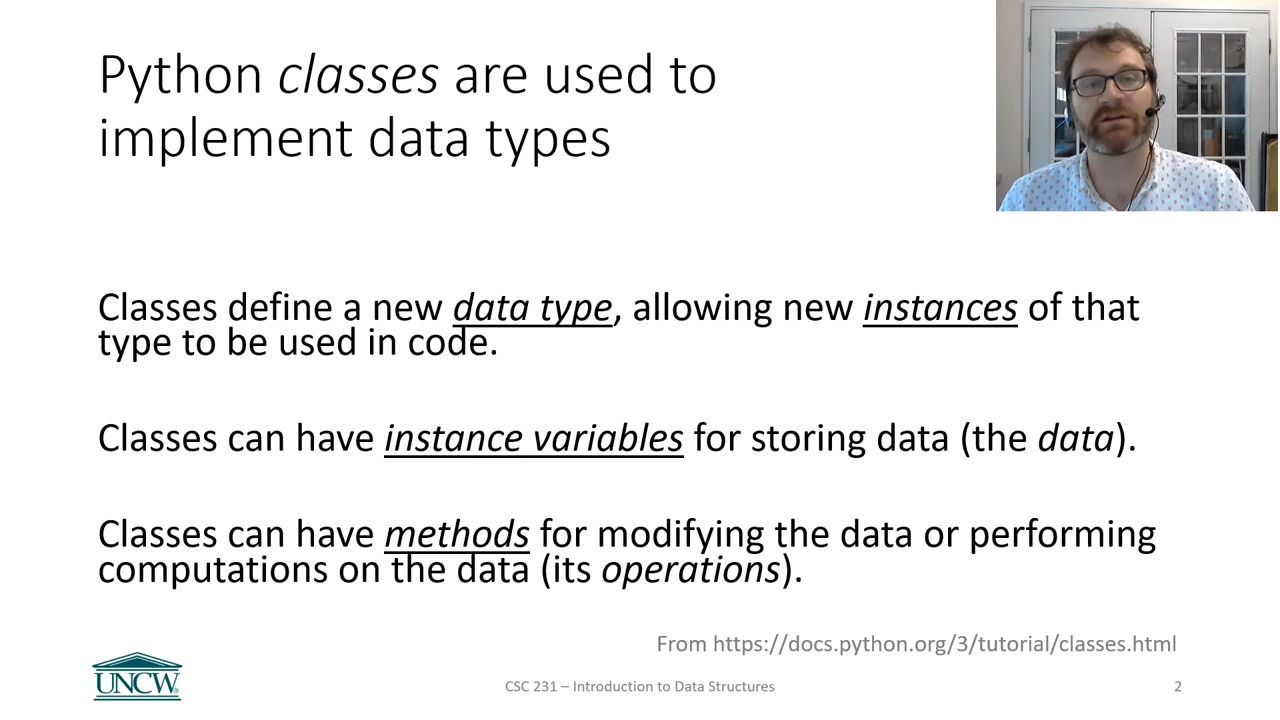 Python classes are used to
implement data types
Classes define a new data type, allowing new instances of that
type to be used in code.
Classes can have instance variables for storing data (the data).
Classes can have methods for modifying the data or performing
computations on the data (its operations).
From https://docs.python.org/3/tutorial/classes.html
UNCW
CSC 231 – Introduction to Data Structures
2